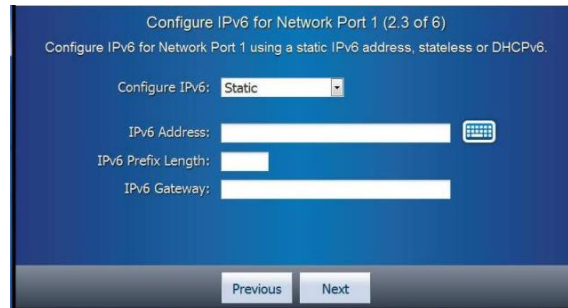 Configure IPv6 for Network Port 1 (2.3 of 6)
Configure IPv6 for Network Port 1 using a static IPv6 address, stateless or DHCPv6.
Configure IPv6: Static
IPv6 Address:
IPv6 Prefix Length:
IPv6 Gateway:
Previous Next